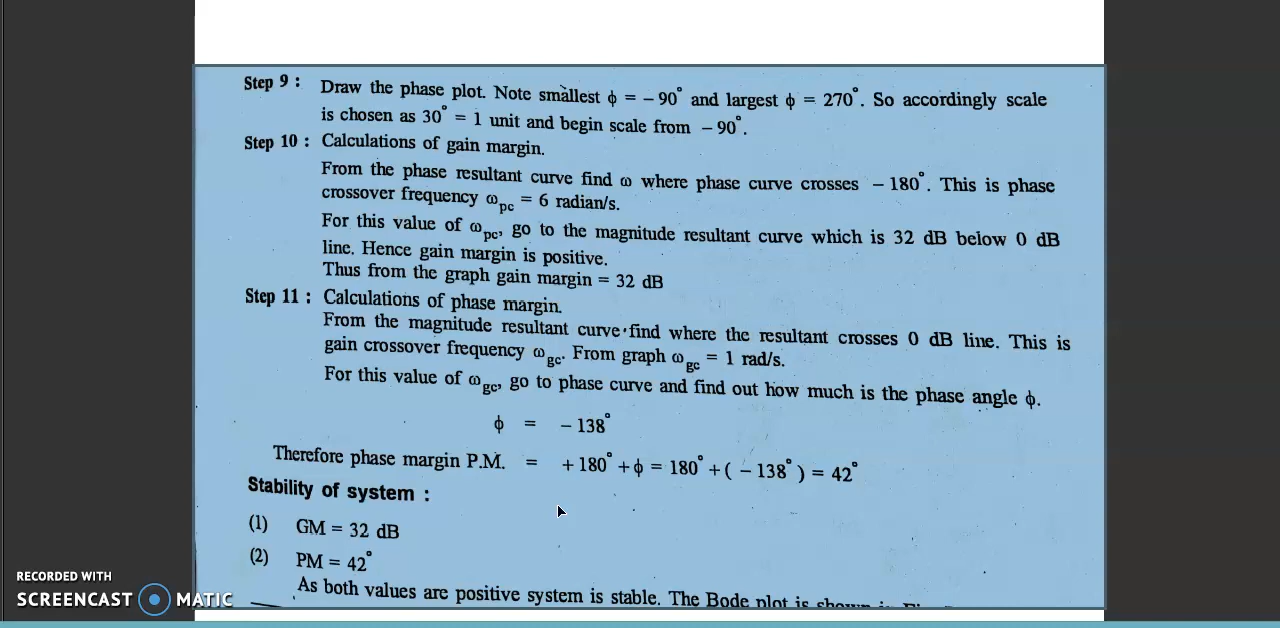 Step 9 : Draw the phase plot. Note smallest ϕ = − 90° and largest ϕ = 270°. So accordingly scale
is chosen as 30° = 1 unit and begin scale from − 90°.
Step 10 : Calculations of gain margin.
From the phase resultant curve find ω where phase curve crosses − 180°. This is phase
crossover frequency ωpc = 6 radian/s.
For this value of ωpc, go to the magnitude resultant curve which is 32 dB below 0 dB
line. Hence gain margin is positive.
Thus from the graph gain margin = 32 dB
Step 11 : Calculations of phase margin.
From the magnitude resultant curve find where the resultant crosses 0 dB line. This is
gain crossover frequency ωgc. From graph ωgc = 1 rad/s.
For this value of ωgc, go to phase curve and find out how much is the phase angle ϕ.
ϕ = − 138°
Therefore phase margin P.M. = + 180° + ϕ = 180° + ( − 138° ) = 42°
Stability of system :
(1) GM = 32 dB
(2) PM = 42°
As both values are positive system is stable. The Bode plot is shown in
RECORDED WITH
SCREENCAST MATIC